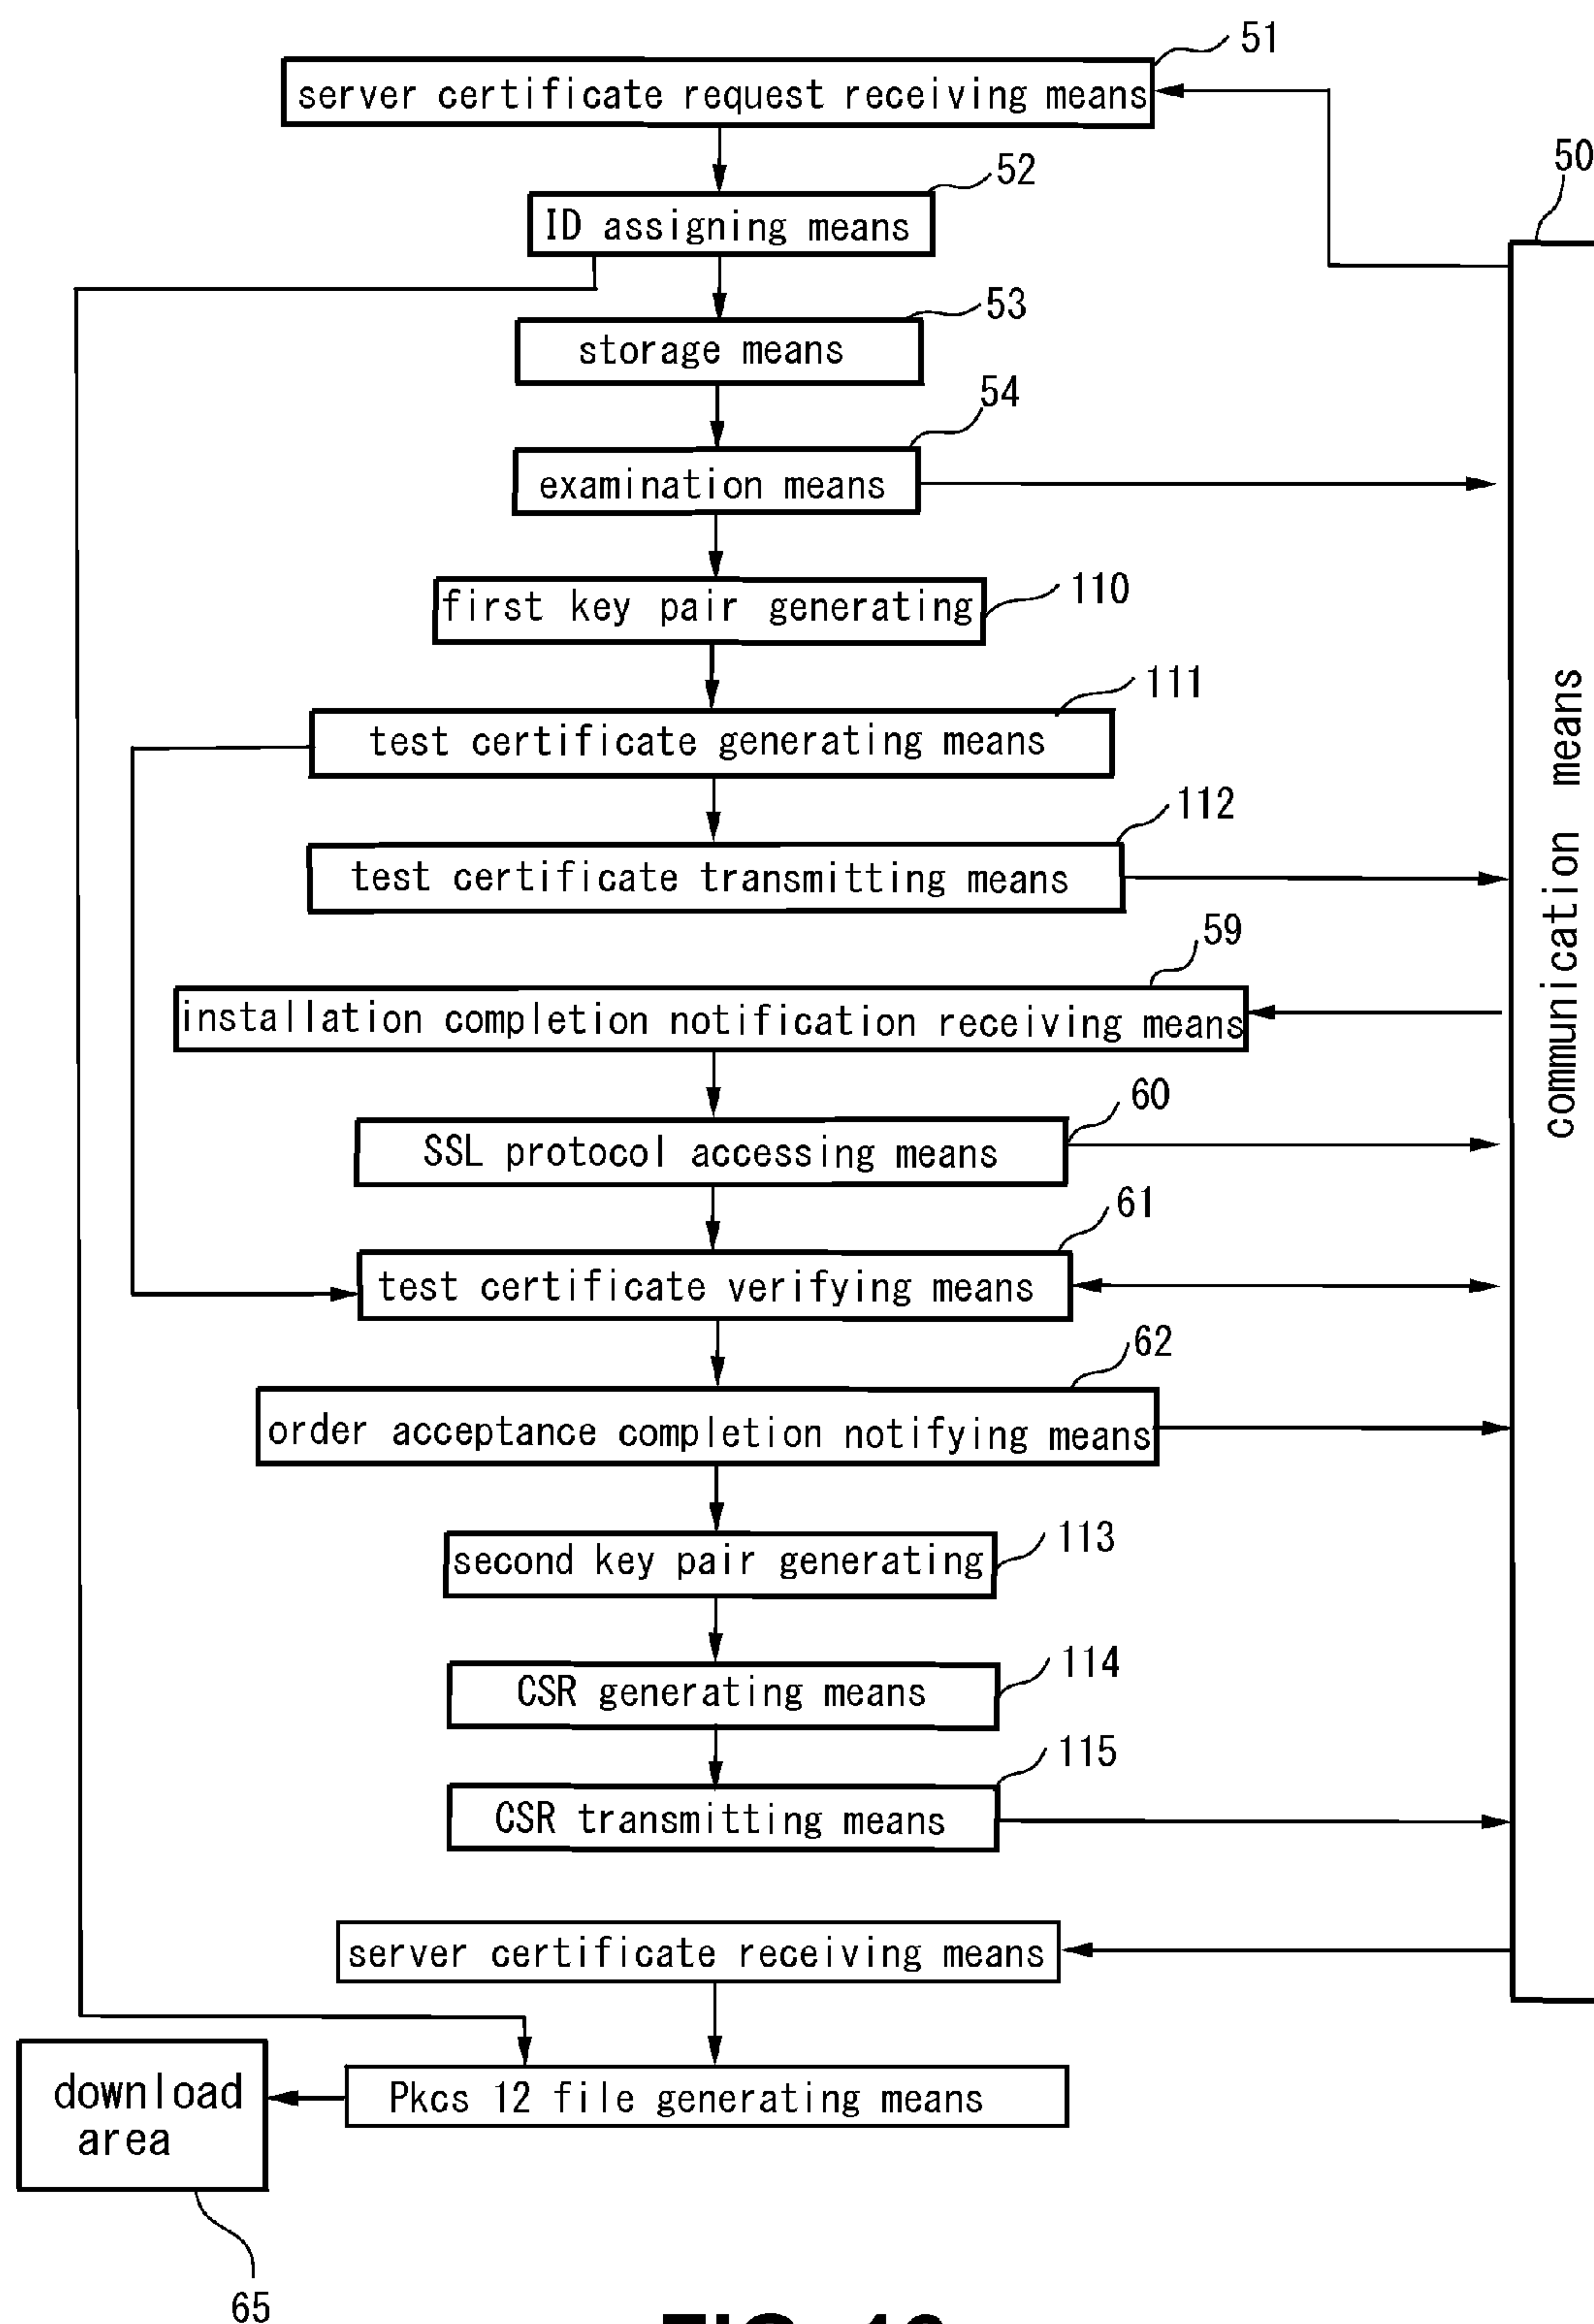 51
server certificate request receiving means
50
52
ID assigning means
53
storage means
54
examination means
110
first key pair generating
111
test certificate generating means
112
test certificate transmitting means
communication means
59
installation completion notification receiving means
60
SSL protocol accessing means
61
test certificate verifying means
62
order acceptance completion notifying means
113
second key pair generating
114
CSR generating means
115
CSR transmitting means
server certificate receiving means
Pkcs 12 file generating means
download
area
65